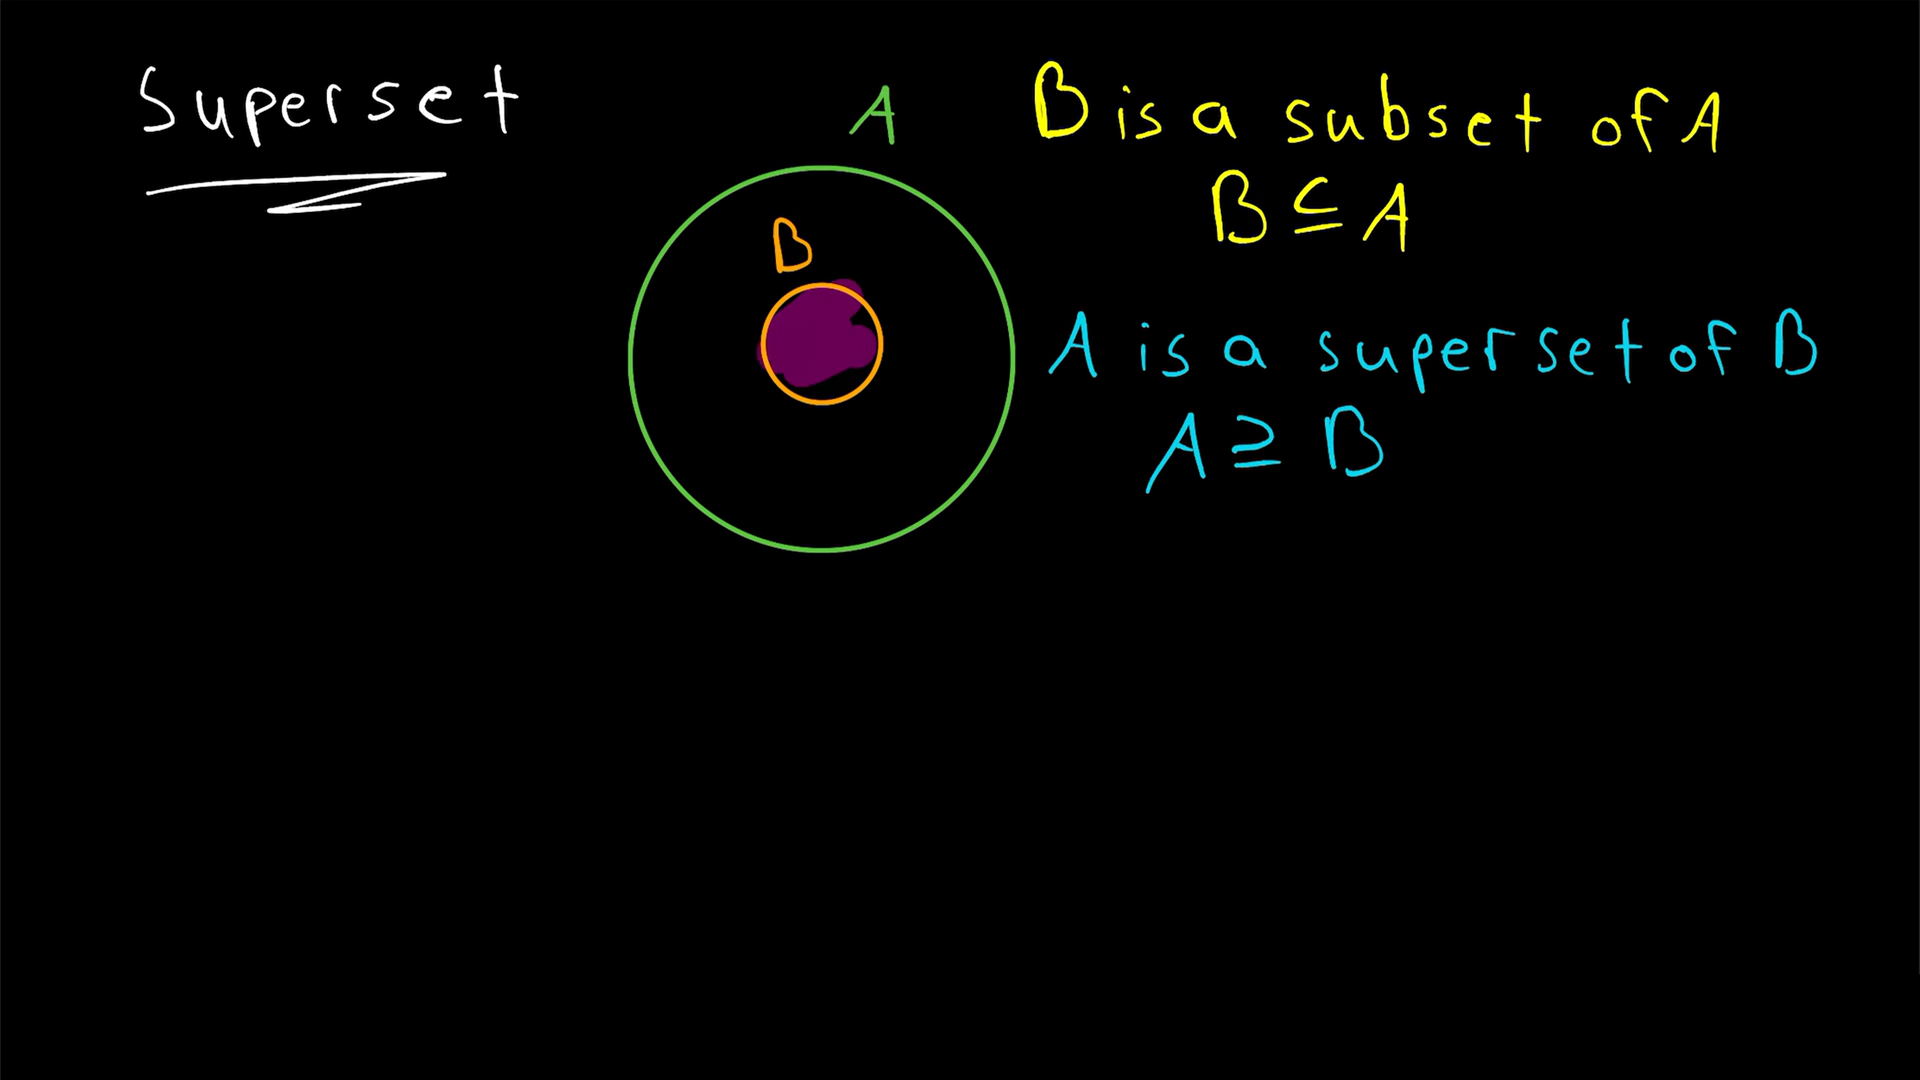 Superset
A
B
B is a subset of A
B ⊆ A
A is a superset of B
A ⊇ B